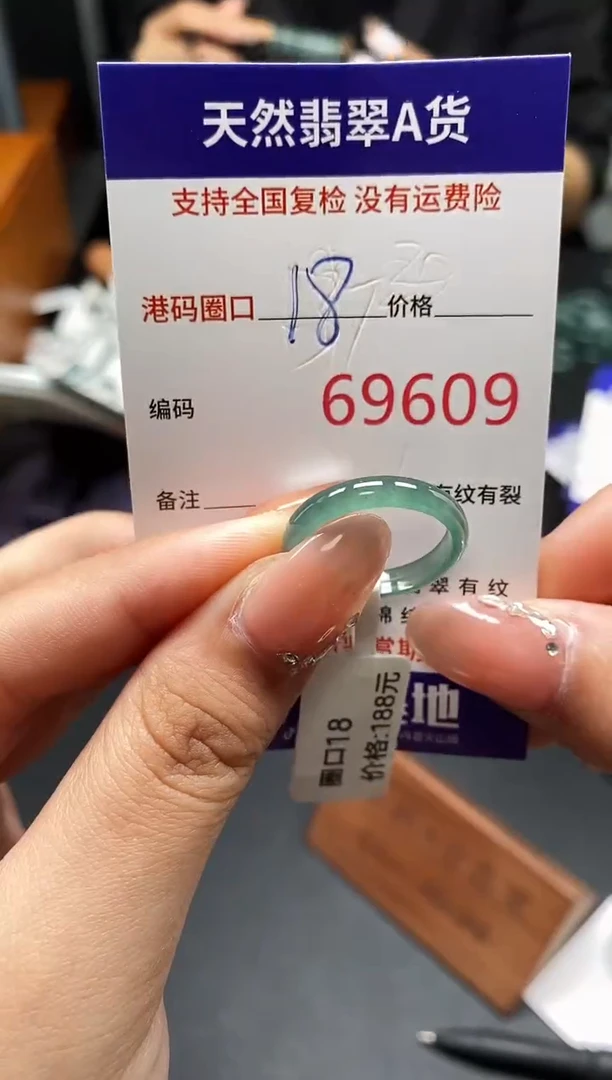 天然翡翠A货
支持全国复检 没有运费险
港码圈口 18 价格
编码 69609
备注 纹有裂
翠有纹
圈口18
价格:188元
地